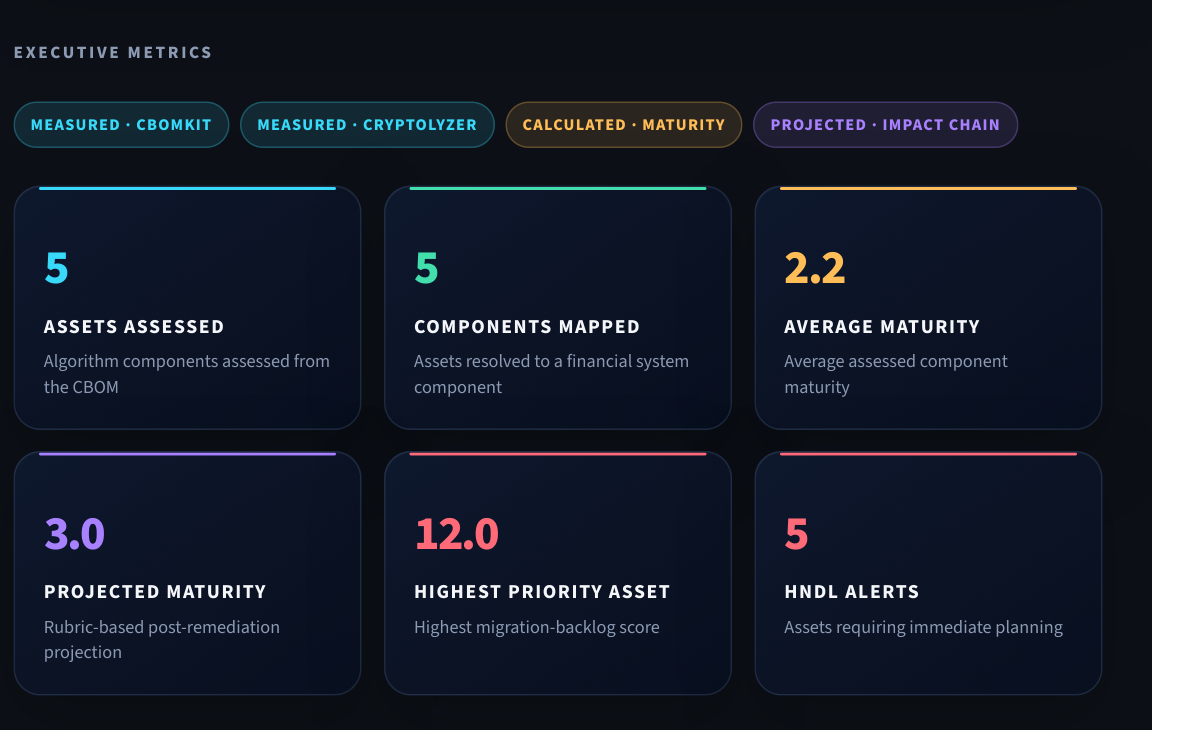 EXECUTIVE METRICS
MEASURED · CBOMKIT
MEASURED · CRYPTOLYZER
CALCULATED · MATURITY
PROJECTED · IMPACT CHAIN
5
ASSETS ASSESSED
Algorithm components assessed from
the CBOM
5
COMPONENTS MAPPED
Assets resolved to a financial system
component
2.2
AVERAGE MATURITY
Average assessed component
maturity
3.0
PROJECTED MATURITY
Rubric-based post-remediation
projection
12.0
HIGHEST PRIORITY ASSET
Highest migration-backlog score
5
HNDL ALERTS
Assets requiring immediate planning